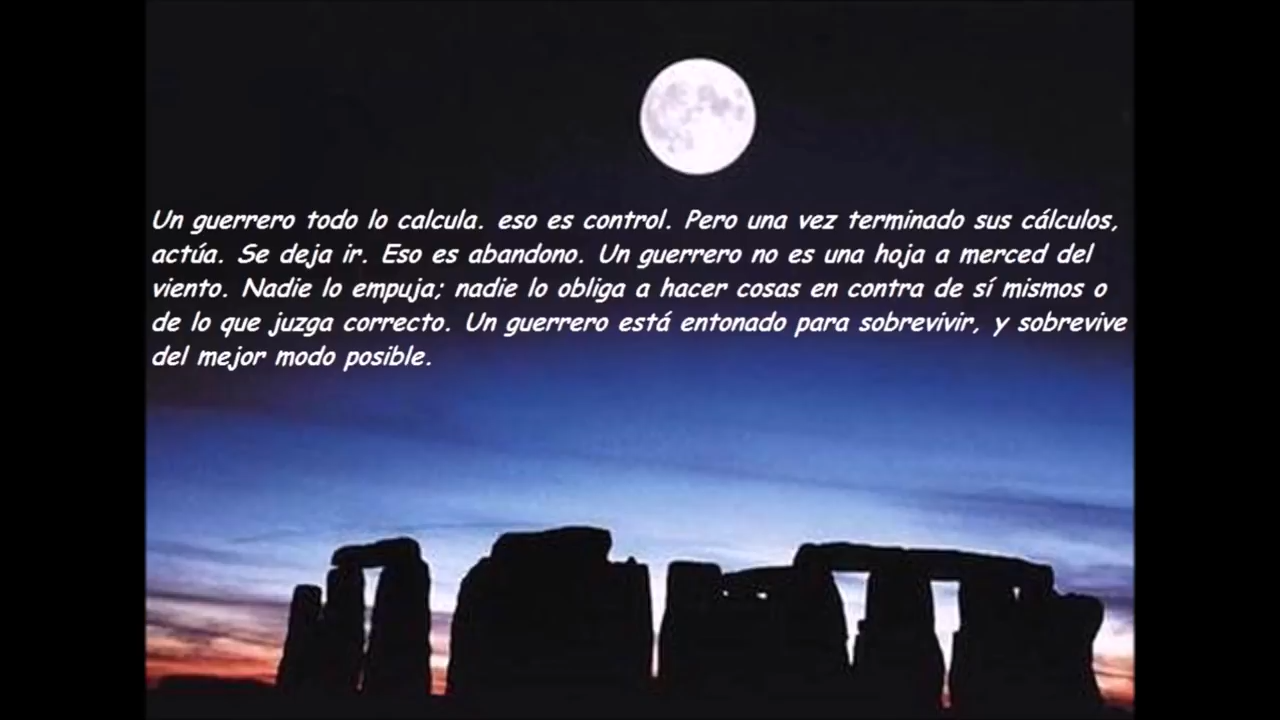 Un guerrero todo lo calcula. eso es control. Pero una vez terminado sus cálculos,
actúa. Se deja ir. Eso es abandono. Un guerrero no es una hoja a merced del
viento. Nadie lo empuja; nadie lo obliga a hacer cosas en contra de sí mismos o
de lo que juzga correcto. Un guerrero está entonado para sobrevivir, y sobrevive
del mejor modo posible.